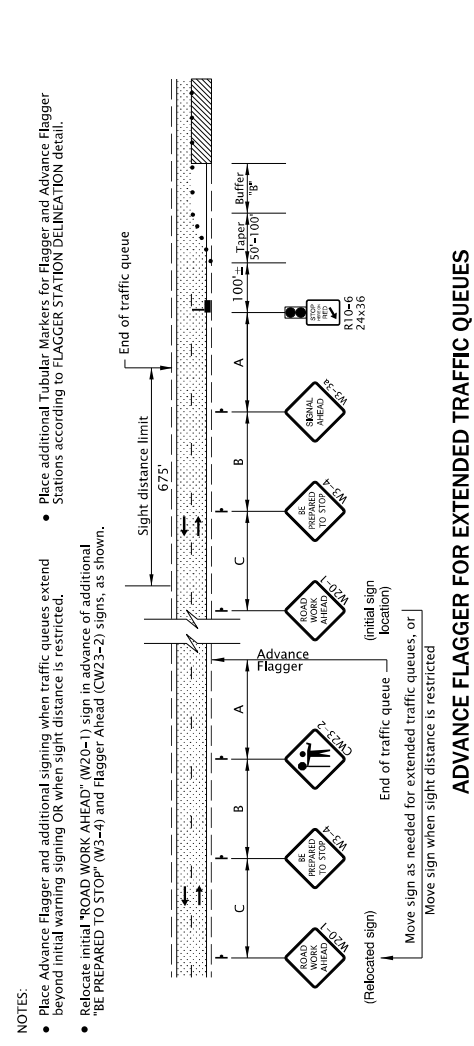 NOTES:
• Place Advance Flagger and additional signing when traffic queues extend
beyond initial warning signing OR when sight distance is restricted.
• Relocate initial "ROAD WORK AHEAD" (W20-1) sign in advance of additional
"BE PREPARED TO STOP" (W3-4) and Flagger Ahead (CW23-2) signs, as shown.
• Place additional Tubular Markers for Flagger and Advance Flagger
Stations according to FLAGGER STATION DELINEATION detail.
End of traffic queue
Sight distance limit
675'
C
B
A
Advance
Flagger
C
B
A
100'±
Taper
50'-100'
Buffer
"B"
ROAD
WORK
AHEAD
W20-1
(Relocated sign)
BE
PREPARED
TO STOP
W3-4
CW23-2
End of traffic queue
ROAD
WORK
AHEAD
W20-1
(initial sign
location)
BE
PREPARED
TO STOP
W3-4
SIGNAL
AHEAD
W3-3a
STOP
HERE ON
RED
R10-6
24x36
Move sign as needed for extended traffic queues, or
Move sign when sight distance is restricted
ADVANCE FLAGGER FOR EXTENDED TRAFFIC QUEUES